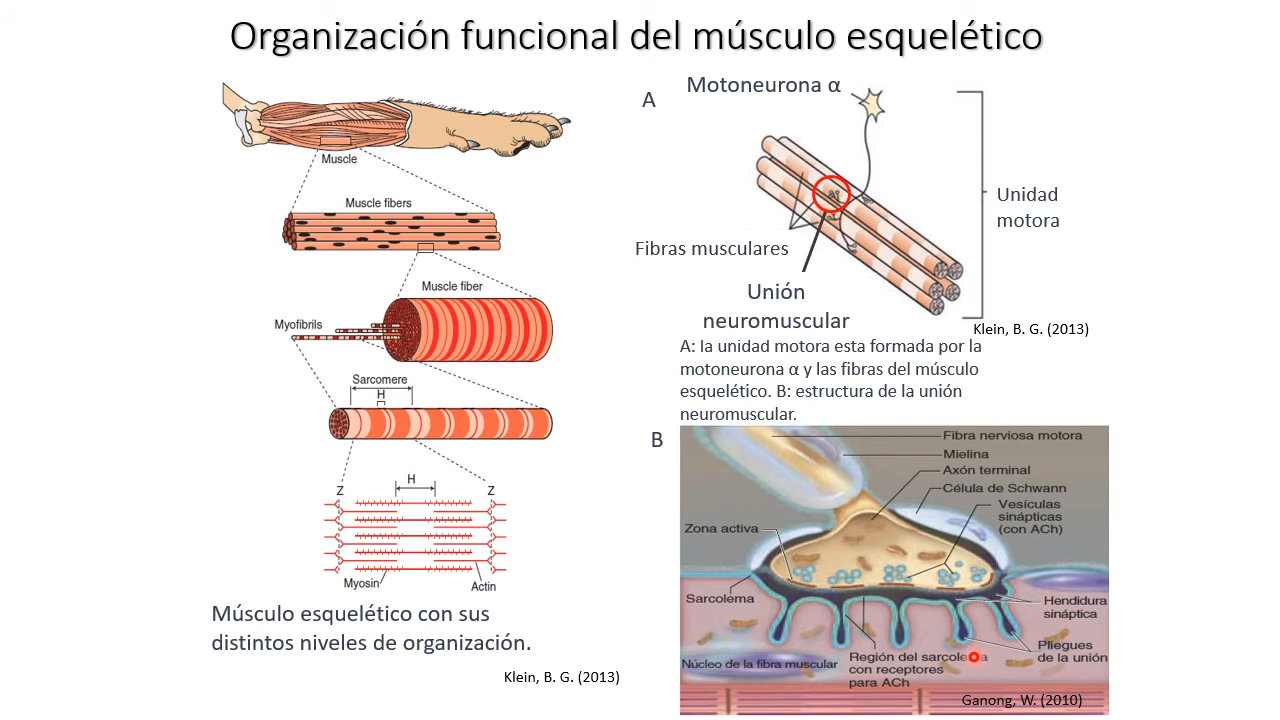 Organización funcional del músculo esquelético
Muscle
Muscle fibers
Muscle fiber
Myofibrils
Sarcomere
H
H
Z
Z
Myosin
Actin
Músculo esquelético con sus
distintos niveles de organización.
Klein, B. G. (2013)
A
Motoneurona α
Unidad
motora
Fibras musculares
Unión
neuromuscular
Klein, B. G. (2013)
A: la unidad motora esta formada por la
motoneurona α y las fibras del músculo
esquelético. B: estructura de la unión
neuromuscular.
B
Fibra nerviosa motora
Mielina
Axón terminal
Célula de Schwann
Vesículas
sinápticas
(con ACh)
Zona activa
Sarcolema
Hendidura
sináptica
Pliegues
de la unión
Núcleo de la fibra muscular
Región del sarcolema
con receptores
para ACh
Ganong, W. (2010)